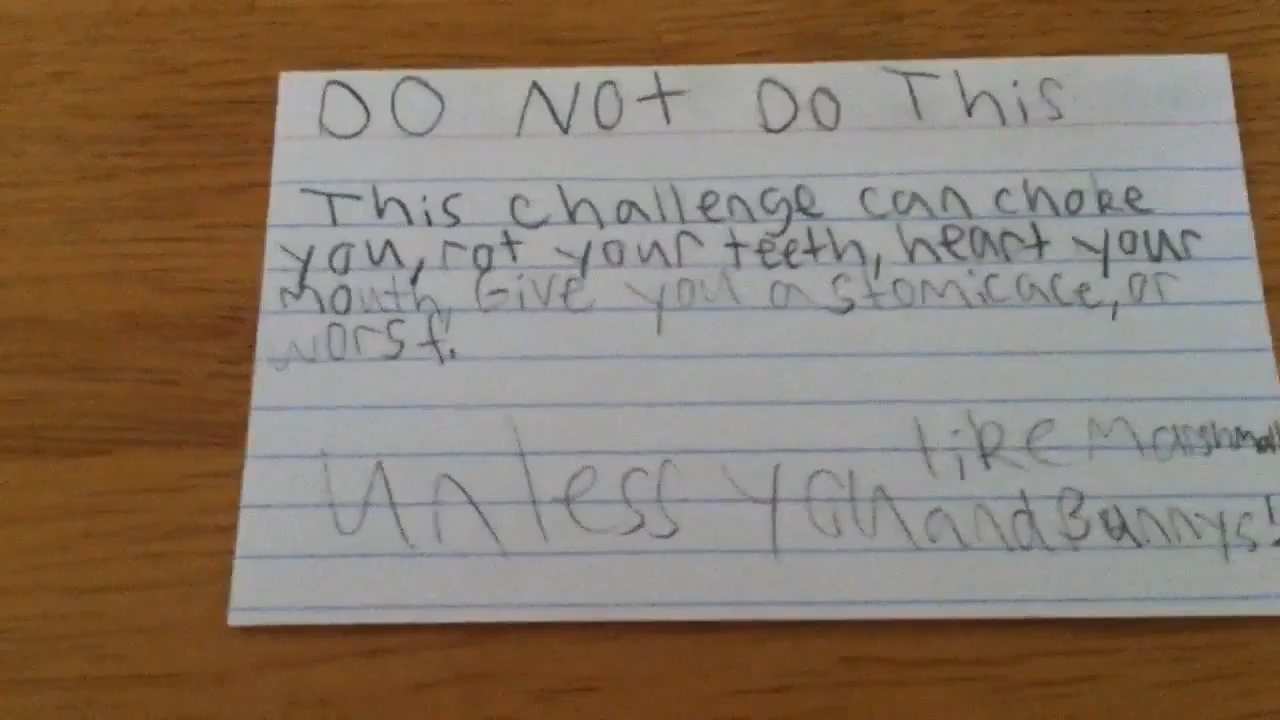 DO NOt Do This
This challenge can choke
you, rot your teeth, heart your
mouth, Give you a stomicace, or
worst.
unless you like Marshmall
and Bunnys!